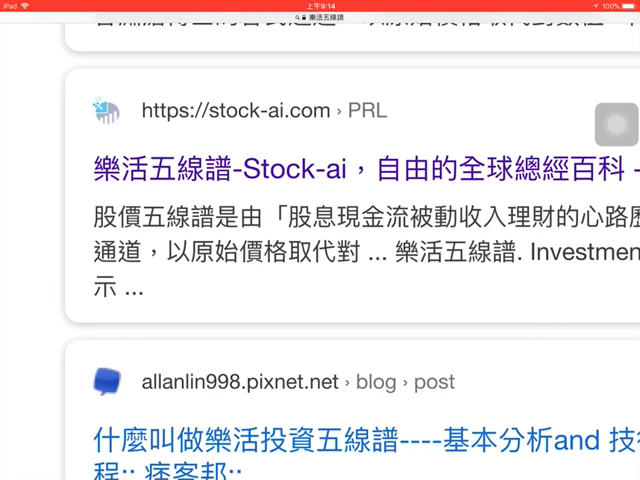 iPad 上午9:14 100%
樂活五線譜
https://stock-ai.com › PRL
樂活五線譜-Stock-ai，自由的全球總經百科 -
股價五線譜是由「股息現金流被動收入理財的心路歷
通道，以原始價格取代對 ... 樂活五線譜. Investmen
示 ...
allanlin998.pixnet.net › blog › post
什麼叫做樂活投資五線譜----基本分析and 技術
程:: 痞客邦::